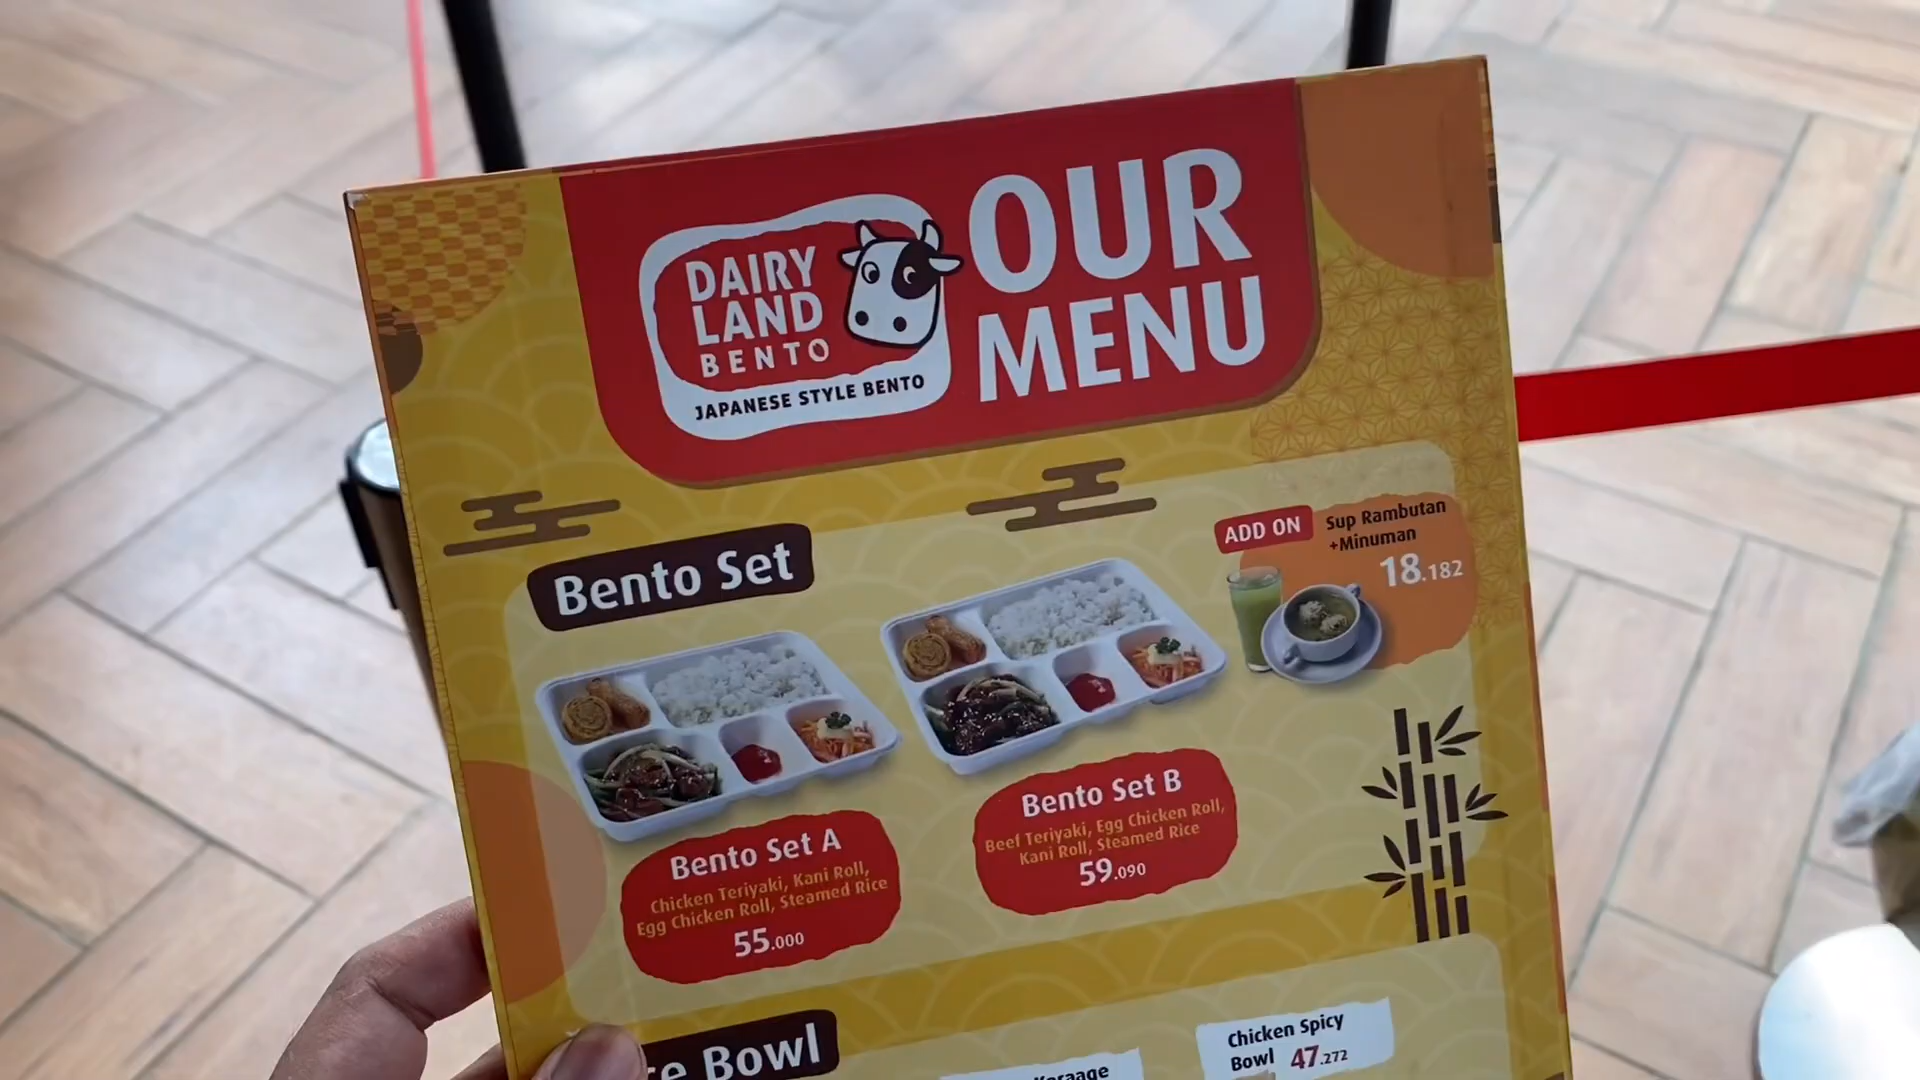 DAIRY
LAND
BENTO
JAPANESE STYLE BENTO
OUR
MENU
Bento Set
ADD ON
Sup Rambutan
+Minuman
18.182
Bento Set A
Chicken Teriyaki, Kani Roll,
Egg Chicken Roll, Steamed Rice
55.000
Bento Set B
Beef Teriyaki, Egg Chicken Roll,
Kani Roll, Steamed Rice
59.090
Bowl
Chicken Spicy
Bowl 47.272